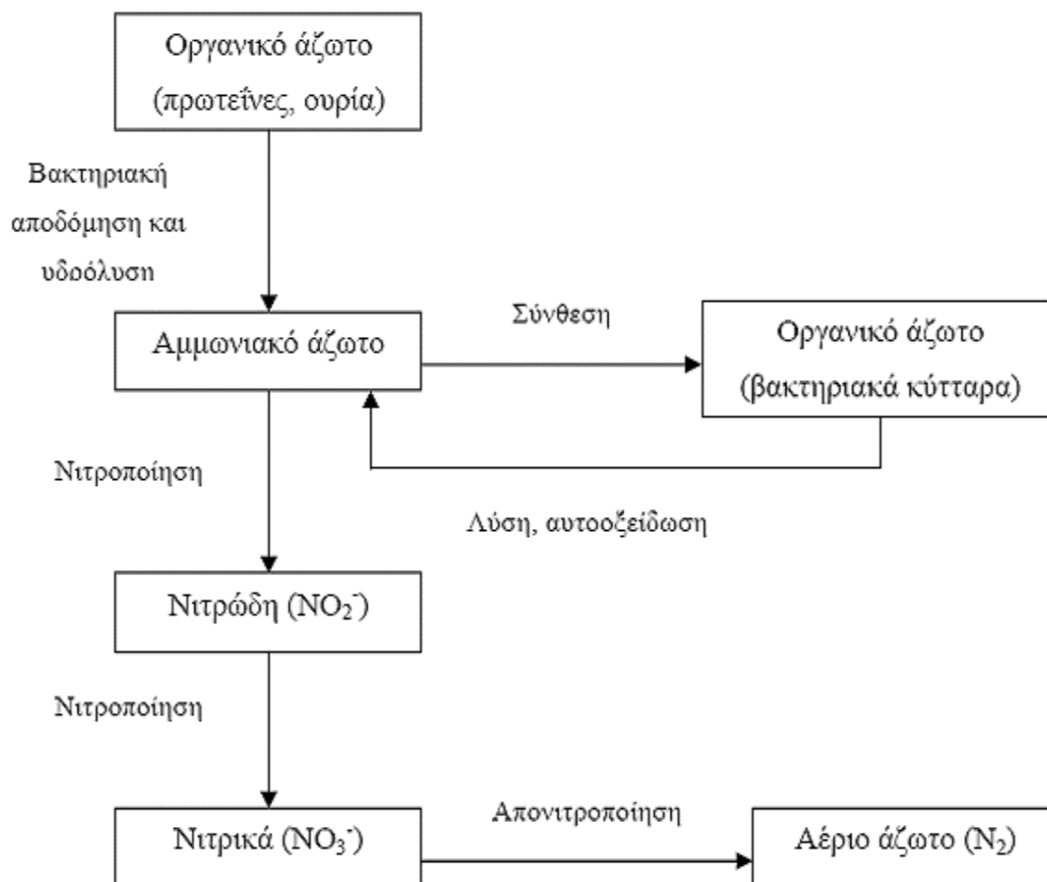 Οργανικό άζωτο
(πρωτεΐνες, ουρία)
Βακτηριακή
αποδόμηση και
υδρόλυση
Αμμωνιακό άζωτο
Σύνθεση
Οργανικό άζωτο
(βακτηριακά κύτταρα)
Νιτροποίηση
Λύση, αυτοοξείδωση
Νιτρώδη (NO₂⁻)
Νιτροποίηση
Νιτρικά (NO₃⁻)
Απονιτροποίηση
Αέριο άζωτο (N₂)